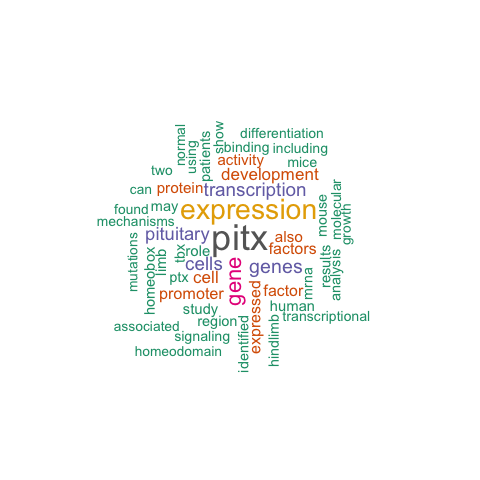 differentiation
normal
using
patients
show
binding
including
activity
mice
two
development
can
protein
transcription
found
may
expression
mouse
molecular
growth
mechanisms
pituitary
pitx
also
factors
tbx
role
mutations
homeobox
limb
cells
genes
results
analysis
ptx
cell
gene
mrna
promoter
expressed
factor
study
human
region
transcriptional
associated
signaling
identified
hindlimb
homeodomain